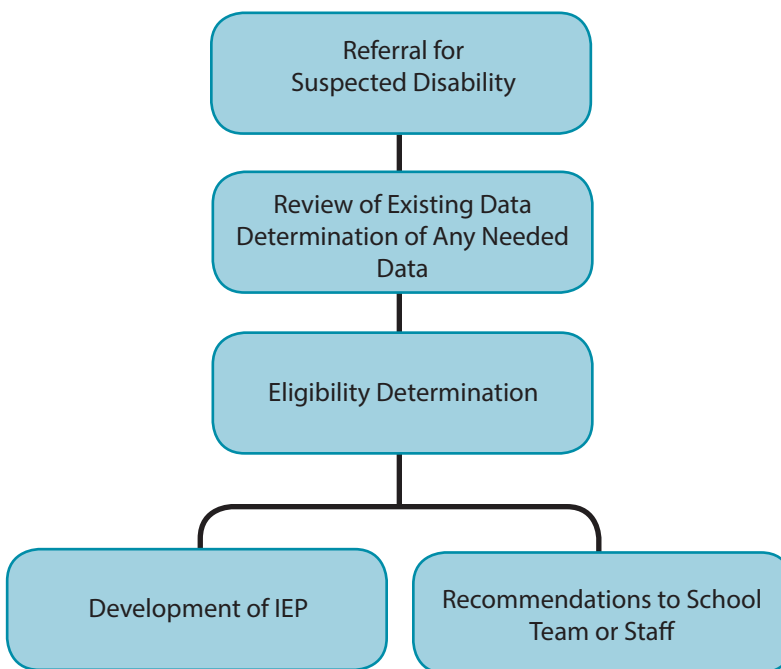 Referral for
Suspected Disability
Review of Existing Data
Determination of Any Needed
Data
Eligibility Determination
Development of IEP
Recommendations to School
Team or Staff